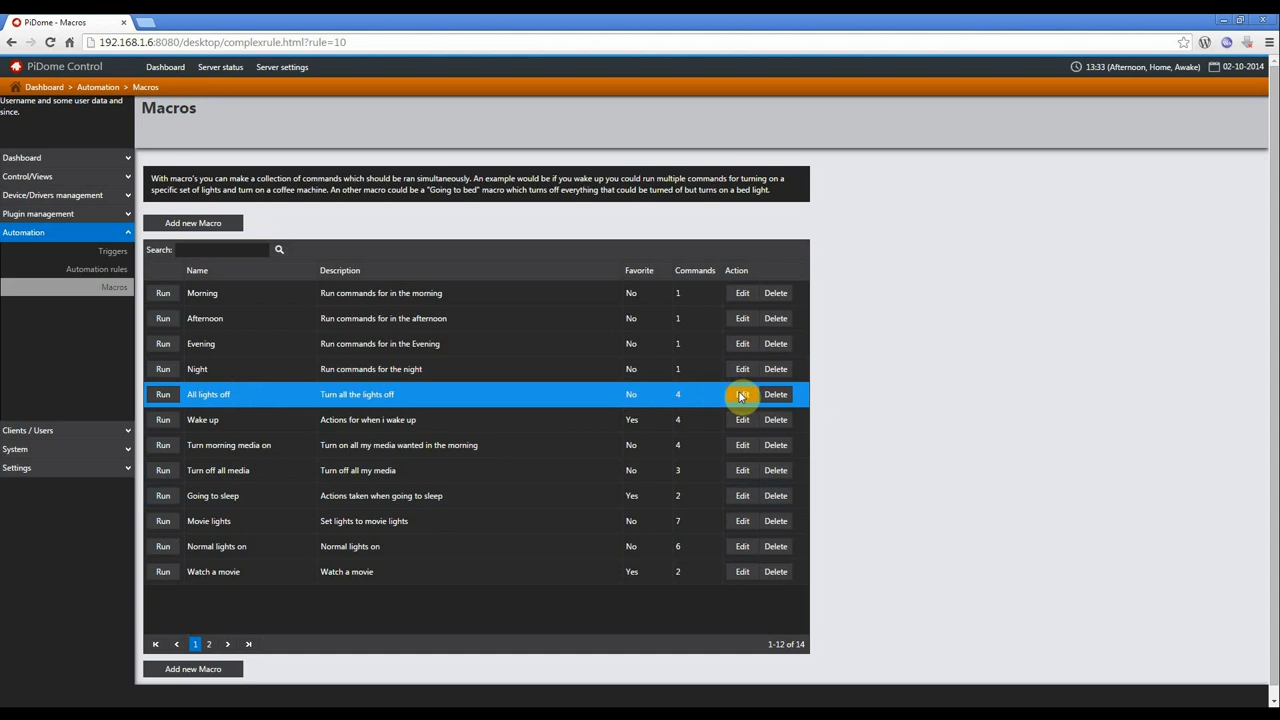 PiDome - Macros
192.168.1.6:8080/desktop/complexrule.html?rule=10
PiDome Control
Dashboard
Server status
Server settings
13:33 (Afternoon, Home, Awake)
02-10-2014
Dashboard > Automation > Macros
Username and some user data and
since.
Macros
Dashboard
Control/Views
Device/Drivers management
Plugin management
Automation
Triggers
Automation rules
Macros
Clients / Users
System
Settings
With macro's you can make a collection of commands which should be ran simultaneously. An example would be if you wake up you could run multiple commands for turning on a
specific set of lights and turn on a coffee machine. An other macro could be a "Going to bed" macro which turns off everything that could be turned of but turns on a bed light.
Add new Macro
Search:
Name Description Favorite Commands Action
Run Morning Run commands for in the morning No 1 Edit Delete
Run Afternoon Run commands for in the afternoon No 1 Edit Delete
Run Evening Run commands for in the Evening No 1 Edit Delete
Run Night Run commands for the night No 1 Edit Delete
Run All lights off Turn all the lights off No 4 Edit Delete
Run Wake up Actions for when i wake up Yes 4 Edit Delete
Run Turn morning media on Turn on all my media wanted in the morning No 4 Edit Delete
Run Turn off all media Turn off all my media No 3 Edit Delete
Run Going to sleep Actions taken when going to sleep Yes 2 Edit Delete
Run Movie lights Set lights to movie lights No 7 Edit Delete
Run Normal lights on Normal lights on No 6 Edit Delete
Run Watch a movie Watch a movie Yes 2 Edit Delete
1 2
1-12 of 14
Add new Macro